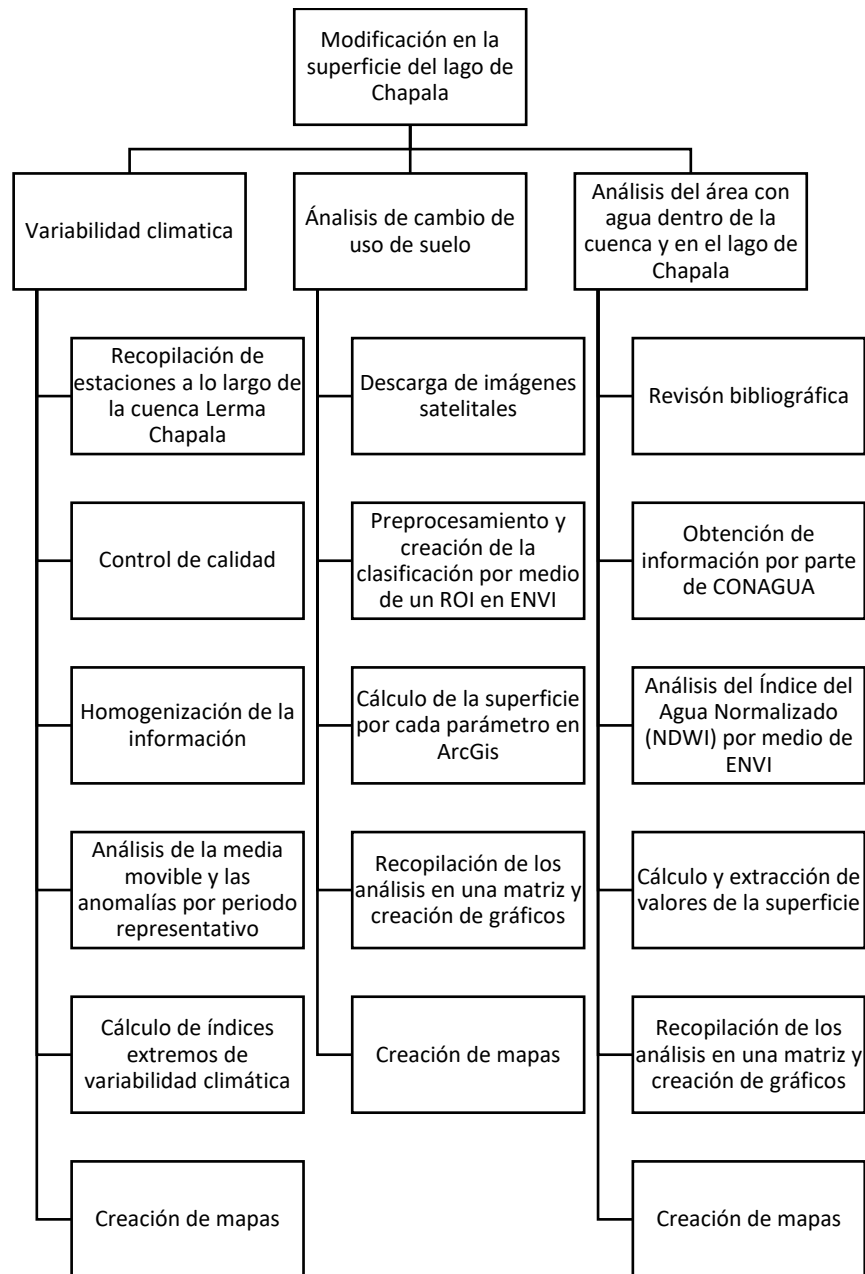 Modificación en la
superficie del lago de
Chapala
Variabilidad climatica
Recopilación de
estaciones a lo largo de
la cuenca Lerma
Chapala
Control de calidad
Homogenización de la
información
Análisis de la media
movible y las
anomalías por periodo
representativo
Cálculo de índices
extremos de
variabilidad climática
Creación de mapas
Ánalisis de cambio de
uso de suelo
Descarga de imágenes
satelitales
Preprocesamiento y
creación de la
clasificación por medio
de un ROI en ENVI
Cálculo de la superficie
por cada parámetro en
ArcGis
Recopilación de los
análisis en una matriz y
creación de gráficos
Creación de mapas
Análisis del área con
agua dentro de la
cuenca y en el lago de
Chapala
Revisón bibliográfica
Obtención de
información por parte
de CONAGUA
Análisis del Índice del
Agua Normalizado
(NDWI) por medio de
ENVI
Cálculo y extracción de
valores de la superficie
Recopilación de los
análisis en una matriz y
creación de gráficos
Creación de mapas